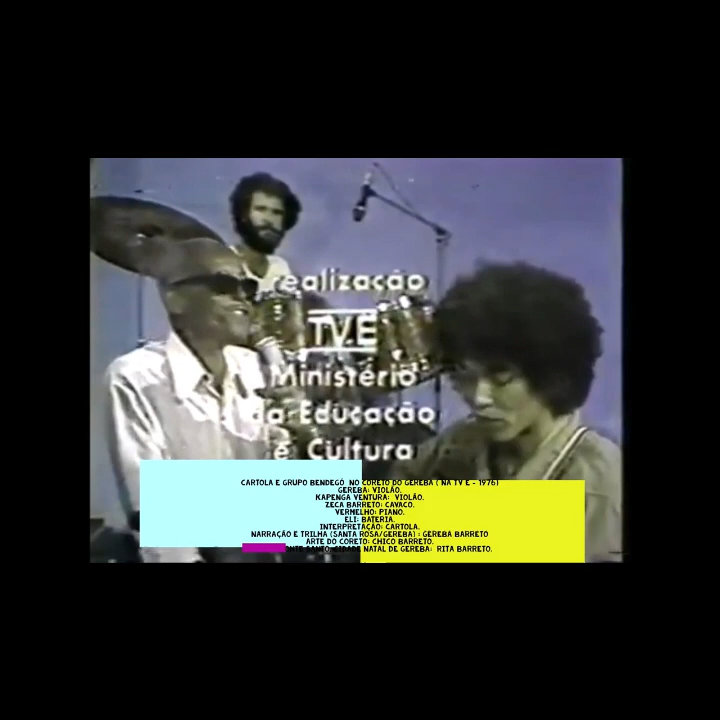 realização
TVE
Ministério
da Educação
e Cultura
CARTOLA E GRUPO BENDEGÓ NO CORETO DO GEREBA ( NA TV E - 1976)
GEREBA: VIOLÃO.
KAPENGA VENTURA: VIOLÃO.
ZECA BARRETO: CAVACO.
VERMELHO: PIANO.
ELI: BATERIA.
INTERPRETAÇÃO: CARTOLA.
NARRAÇÃO E TRILHA (SANTA ROSA/GEREBA) : GEREBA BARRETO
ARTE DO CORETO: CHICO BARRETO.
SANTO, CIDADE NATAL DE GEREBA: RITA BARRETO.